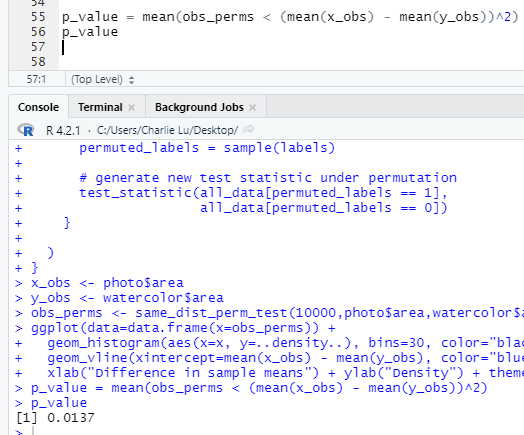 54
55 p_value = mean(obs_perms < (mean(x_obs) - mean(y_obs))^2)
56 p_value
57
58
57:1 (Top Level)
Console Terminal Background Jobs
R 4.2.1 · C:/Users/Charlie Lu/Desktop/
+ permuted_labels = sample(labels)
+
+ # generate new test statistic under permutation
+ test_statistic(all_data[permuted_labels == 1],
+ all_data[permuted_labels == 0])
+ }
+
+ )
+ }
> x_obs <- photo$area
> y_obs <- watercolor$area
> obs_perms <- same_dist_perm_test(10000,photo$area,watercolor$a
> ggplot(data=data.frame(x=obs_perms)) +
+ geom_histogram(aes(x=x, y=..density..), bins=30, color="blac
+ geom_vline(xintercept=mean(x_obs) - mean(y_obs), color="blue
+ xlab("Difference in sample means") + ylab("Density") + theme
> p_value = mean(obs_perms < (mean(x_obs) - mean(y_obs))^2)
> p_value
[1] 0.0137
>